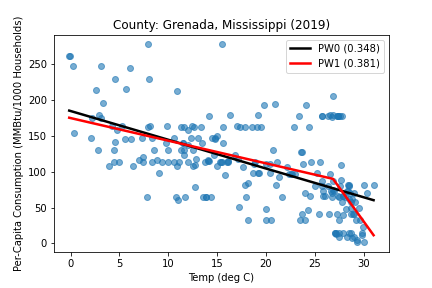 County: Grenada, Mississippi (2019)
PW0 (0.348)
PW1 (0.381)
Per-Capita Consumption (MMBtu/1000 Households)
250
200
150
100
50
0
0 5 10 15 20 25 30
Temp (deg C)